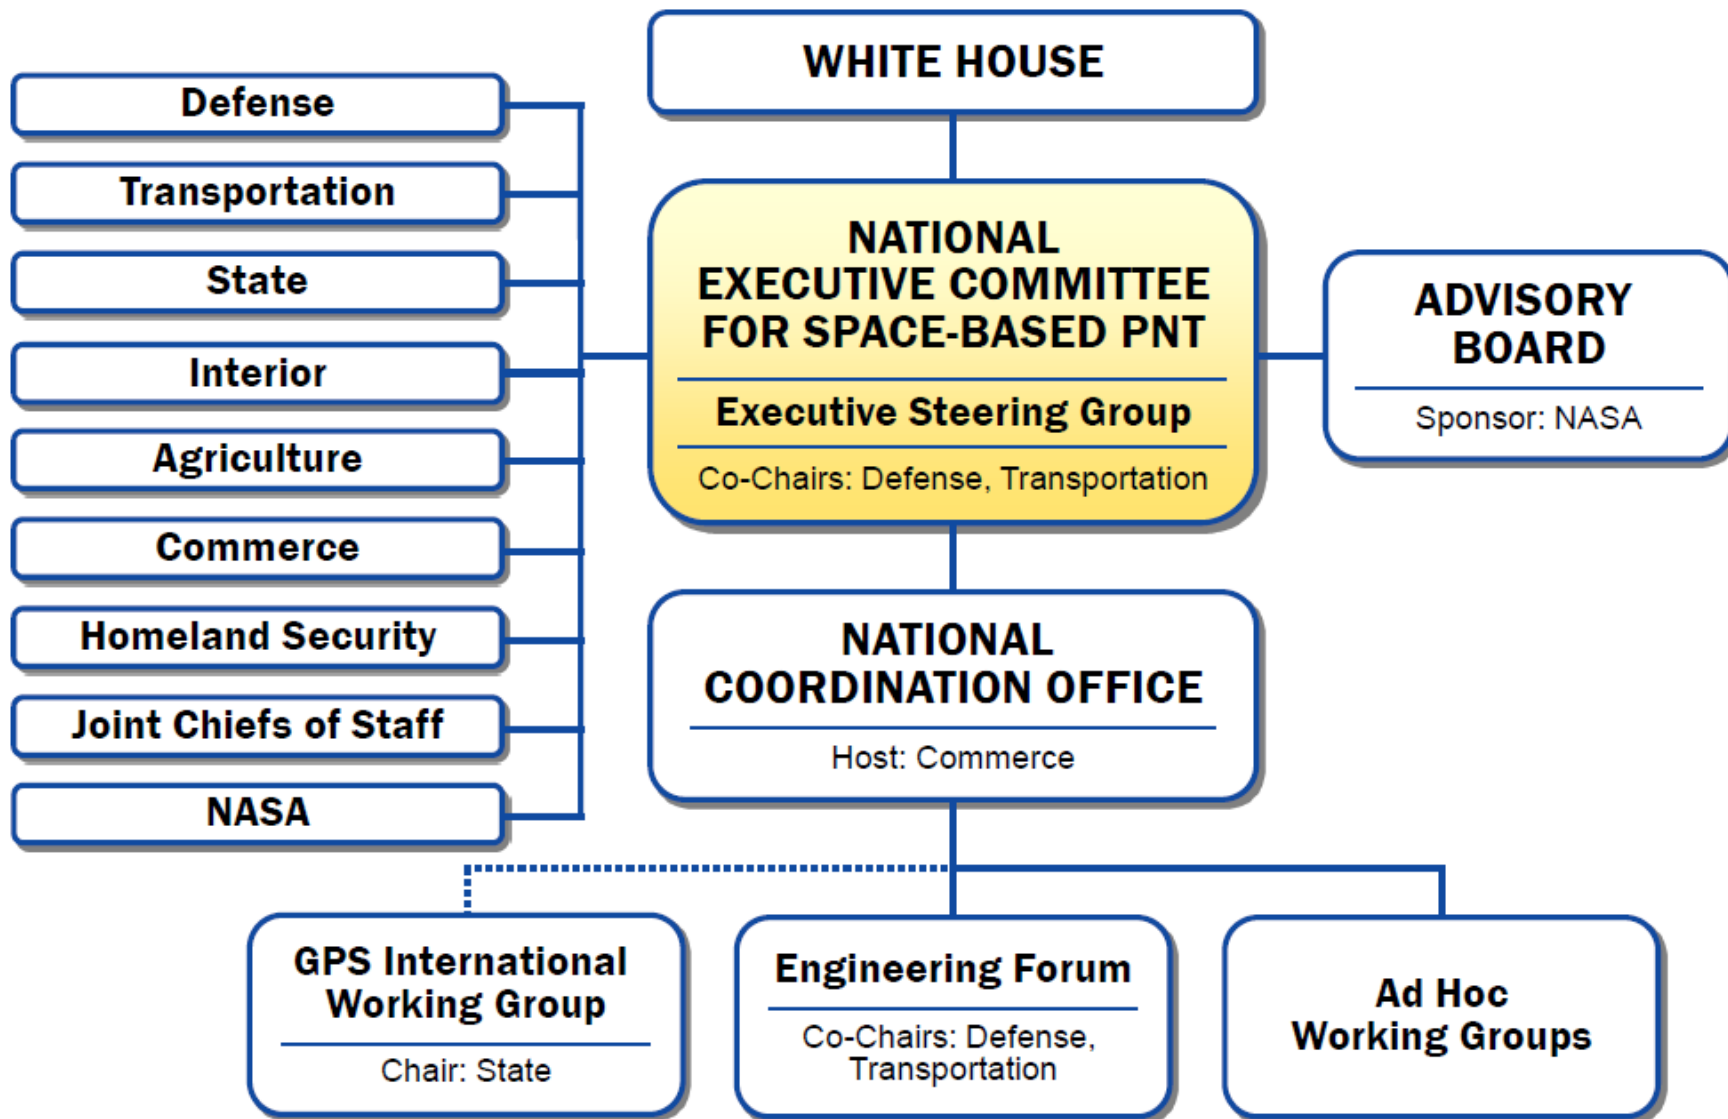 WHITE HOUSE
Defense
Transportation
State
Interior
Agriculture
Commerce
Homeland Security
Joint Chiefs of Staff
NASA
NATIONAL
EXECUTIVE COMMITTEE
FOR SPACE-BASED PNT
Executive Steering Group
Co-Chairs: Defense, Transportation
ADVISORY
BOARD
Sponsor: NASA
NATIONAL
COORDINATION OFFICE
Host: Commerce
GPS International
Working Group
Chair: State
Engineering Forum
Co-Chairs: Defense,
Transportation
Ad Hoc
Working Groups